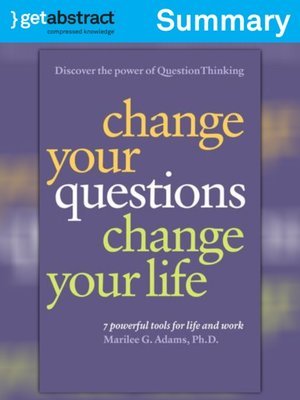 }getabstract Summary
compressed knowledge
Discover the power of QuestionThinking
change
your
questions
change
your life
7 powerful tools for life and work
Marilee G. Adams, Ph.D.